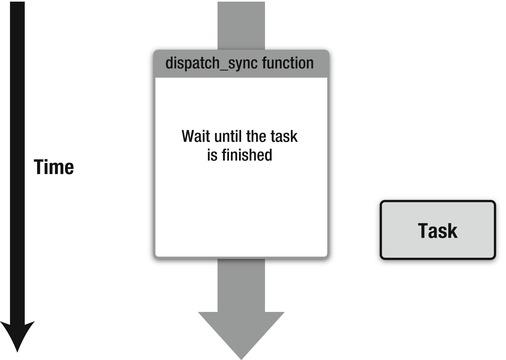 dispatch_sync function
Wait until the task
is finished
Time
Task